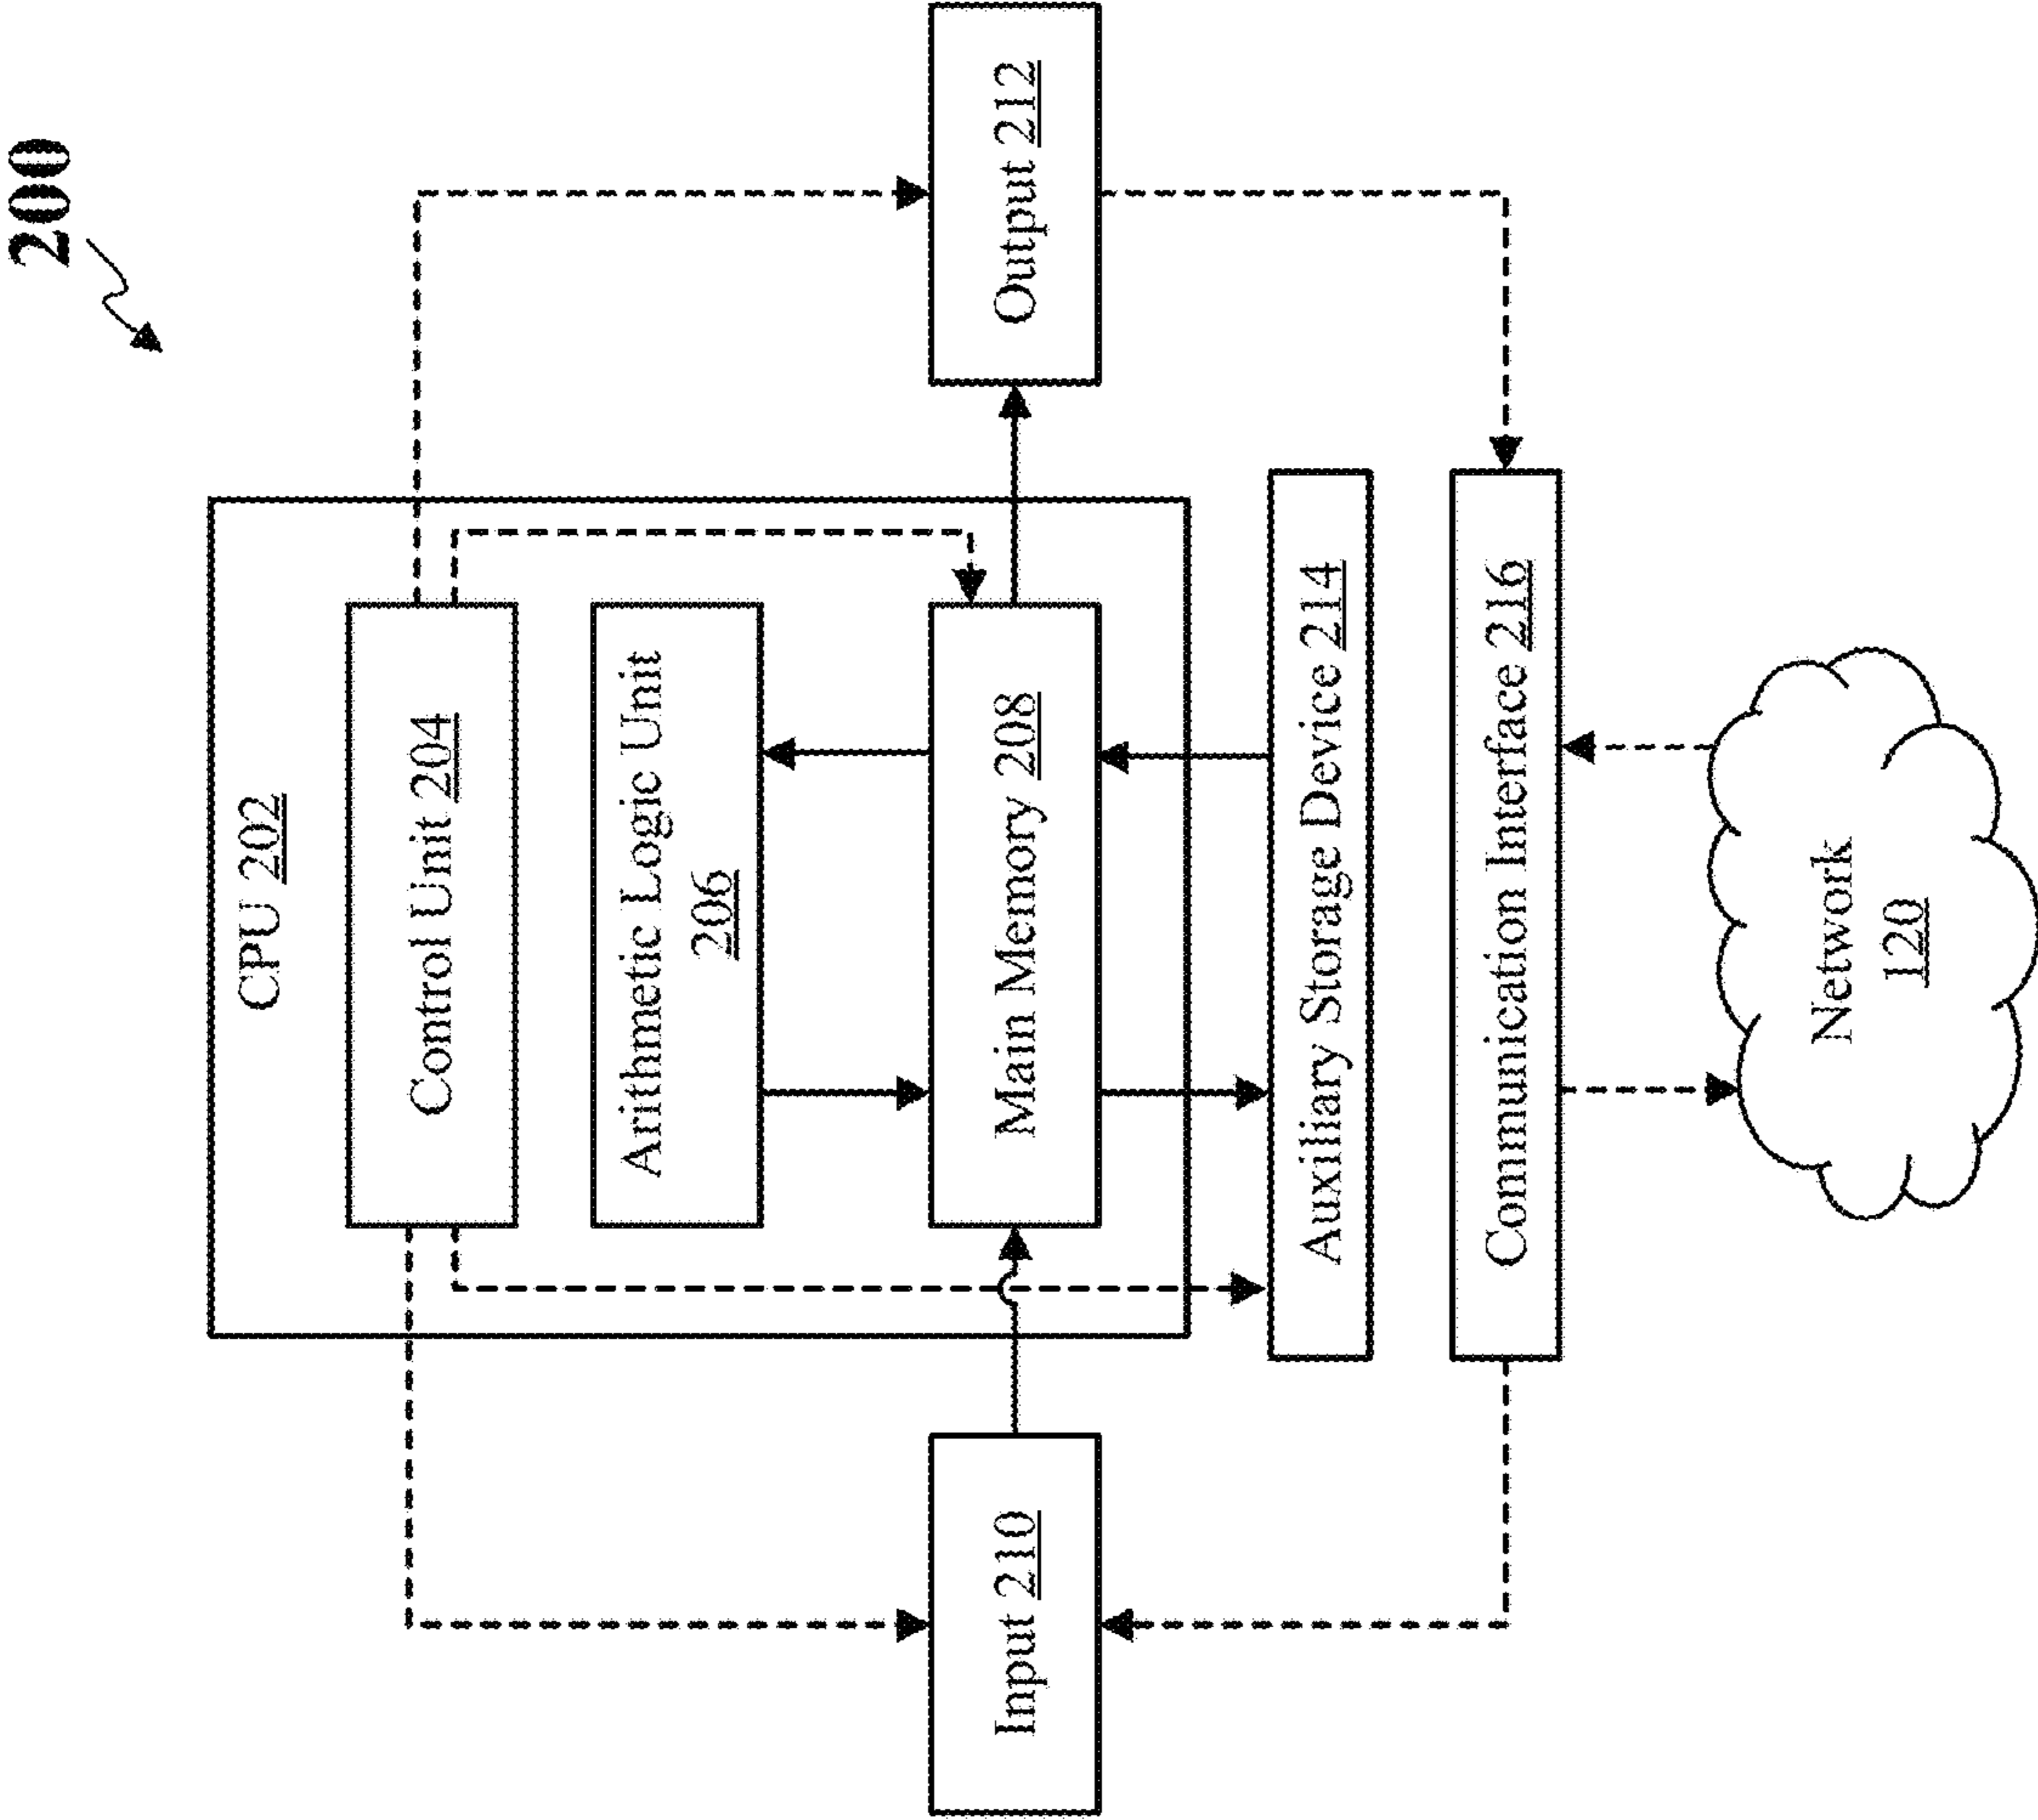 200
CPU 202
Control Unit 204
Arithmetic Logic Unit
206
Input 210
Main Memory 208
Output 212
Auxiliary Storage Device 214
Communication Interface 216
Network
120